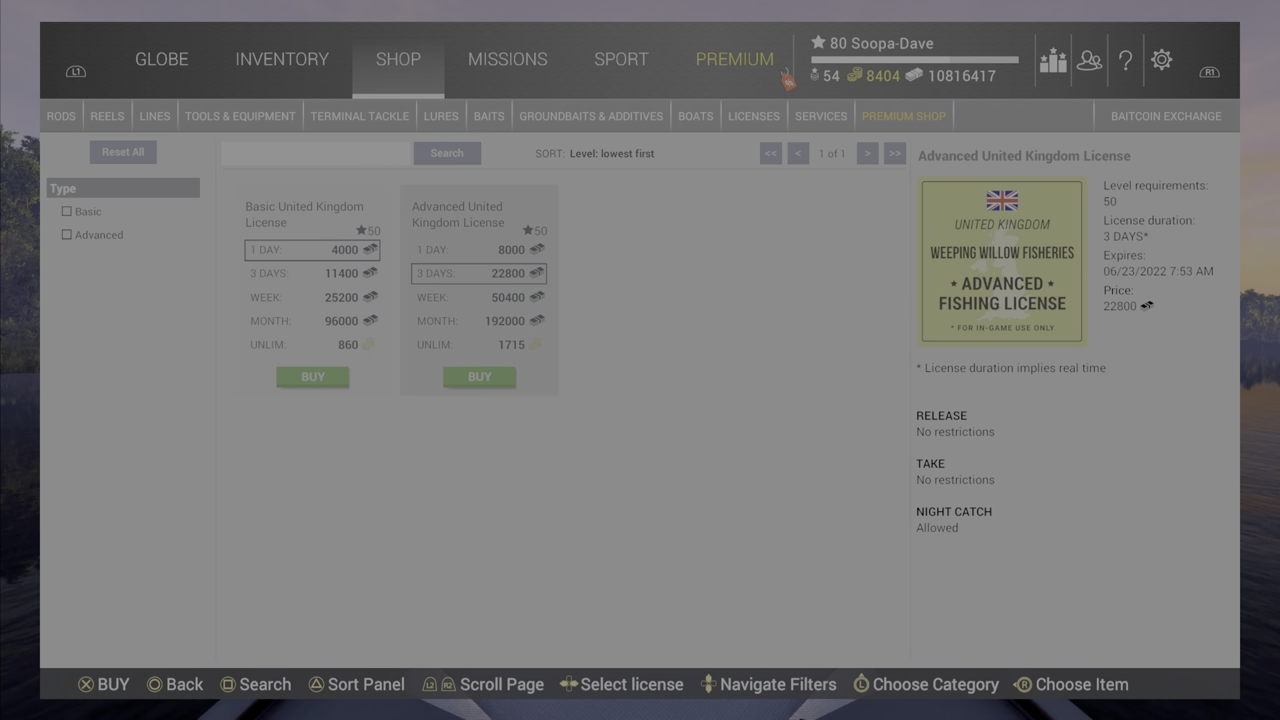 L1
GLOBE
INVENTORY
SHOP
MISSIONS
SPORT
PREMIUM
80 Soopa-Dave
54 8404 10816417
R1
RODS
REELS
LINES
TOOLS & EQUIPMENT
TERMINAL TACKLE
LURES
BAITS
GROUNDBAITS & ADDITIVES
BOATS
LICENSES
SERVICES
PREMIUM SHOP
BAITCOIN EXCHANGE
Reset All
Search
SORT: Level: lowest first
<<
<
1 of 1
>
>>
Type
Basic
Advanced
Basic United Kingdom
License
50
1 DAY: 4000
3 DAYS: 11400
WEEK: 25200
MONTH: 96000
UNLIM: 860
BUY
Advanced United
Kingdom License
50
1 DAY: 8000
3 DAYS: 22800
WEEK: 50400
MONTH: 192000
UNLIM: 1715
BUY
Advanced United Kingdom License
UNITED KINGDOM
WEEPING WILLOW FISHERIES
* ADVANCED *
FISHING LICENSE
* FOR IN-GAME USE ONLY
Level requirements:
50
License duration:
3 DAYS*
Expires:
06/23/2022 7:53 AM
Price:
22800
* License duration implies real time
RELEASE
No restrictions
TAKE
No restrictions
NIGHT CATCH
Allowed
BUY
Back
Search
Sort Panel
L2 R2 Scroll Page
Select license
Navigate Filters
L Choose Category
R Choose Item